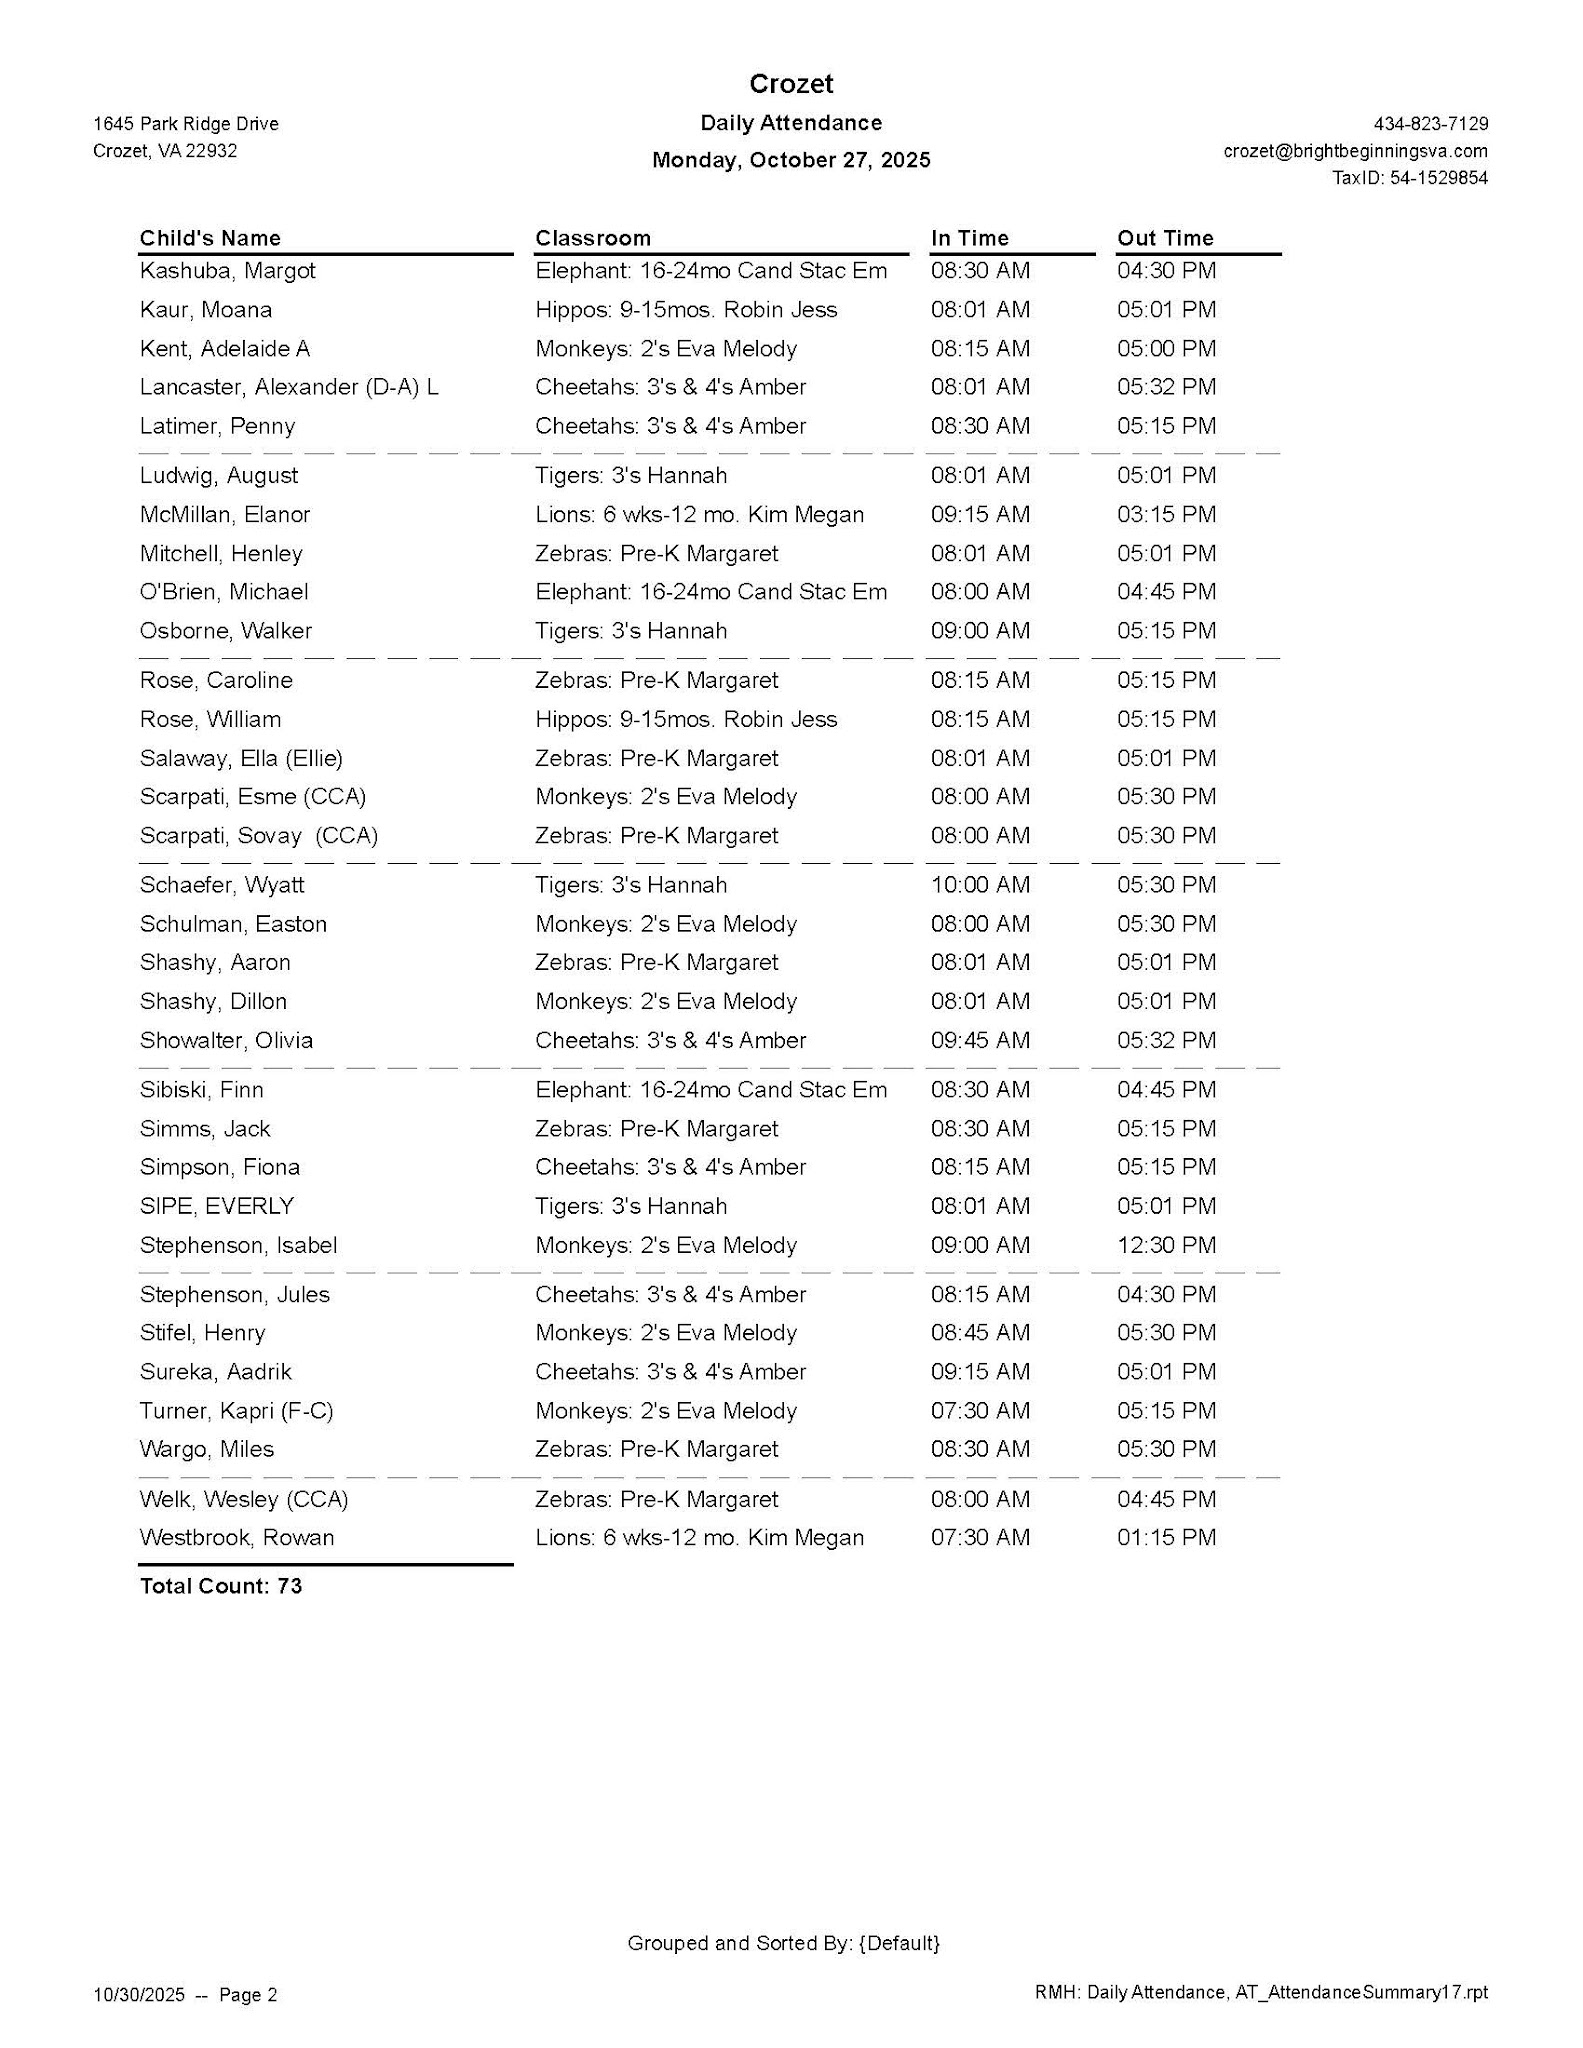 Crozet
1645 Park Ridge Drive Daily Attendance 434-823-7129
Crozet, VA 22932 Monday, October 27, 2025 crozet@brightbeginningsva.com
TaxID: 54-1529854
Child's Name Classroom In Time Out Time
Kashuba, Margot Elephant: 16-24mo Cand Stac Em 08:30 AM 04:30 PM
Kaur, Moana Hippos: 9-15mos. Robin Jess 08:01 AM 05:01 PM
Kent, Adelaide A Monkeys: 2's Eva Melody 08:15 AM 05:00 PM
Lancaster, Alexander (D-A) L Cheetahs: 3's & 4's Amber 08:01 AM 05:32 PM
Latimer, Penny Cheetahs: 3's & 4's Amber 08:30 AM 05:15 PM
Ludwig, August Tigers: 3's Hannah 08:01 AM 05:01 PM
McMillan, Elanor Lions: 6 wks-12 mo. Kim Megan 09:15 AM 03:15 PM
Mitchell, Henley Zebras: Pre-K Margaret 08:01 AM 05:01 PM
O'Brien, Michael Elephant: 16-24mo Cand Stac Em 08:00 AM 04:45 PM
Osborne, Walker Tigers: 3's Hannah 09:00 AM 05:15 PM
Rose, Caroline Zebras: Pre-K Margaret 08:15 AM 05:15 PM
Rose, William Hippos: 9-15mos. Robin Jess 08:15 AM 05:15 PM
Salaway, Ella (Ellie) Zebras: Pre-K Margaret 08:01 AM 05:01 PM
Scarpati, Esme (CCA) Monkeys: 2's Eva Melody 08:00 AM 05:30 PM
Scarpati, Sovay (CCA) Zebras: Pre-K Margaret 08:00 AM 05:30 PM
Schaefer, Wyatt Tigers: 3's Hannah 10:00 AM 05:30 PM
Schulman, Easton Monkeys: 2's Eva Melody 08:00 AM 05:30 PM
Shashy, Aaron Zebras: Pre-K Margaret 08:01 AM 05:01 PM
Shashy, Dillon Monkeys: 2's Eva Melody 08:01 AM 05:01 PM
Showalter, Olivia Cheetahs: 3's & 4's Amber 09:45 AM 05:32 PM
Sibiski, Finn Elephant: 16-24mo Cand Stac Em 08:30 AM 04:45 PM
Simms, Jack Zebras: Pre-K Margaret 08:30 AM 05:15 PM
Simpson, Fiona Cheetahs: 3's & 4's Amber 08:15 AM 05:15 PM
SIPE, EVERLY Tigers: 3's Hannah 08:01 AM 05:01 PM
Stephenson, Isabel Monkeys: 2's Eva Melody 09:00 AM 12:30 PM
Stephenson, Jules Cheetahs: 3's & 4's Amber 08:15 AM 04:30 PM
Stifel, Henry Monkeys: 2's Eva Melody 08:45 AM 05:30 PM
Sureka, Aadrik Cheetahs: 3's & 4's Amber 09:15 AM 05:01 PM
Turner, Kapri (F-C) Monkeys: 2's Eva Melody 07:30 AM 05:15 PM
Wargo, Miles Zebras: Pre-K Margaret 08:30 AM 05:30 PM
Welk, Wesley (CCA) Zebras: Pre-K Margaret 08:00 AM 04:45 PM
Westbrook, Rowan Lions: 6 wks-12 mo. Kim Megan 07:30 AM 01:15 PM
Total Count: 73
Grouped and Sorted By: {Default}
10/30/2025 -- Page 2 RMH: Daily Attendance, AT_AttendanceSummary17.rpt